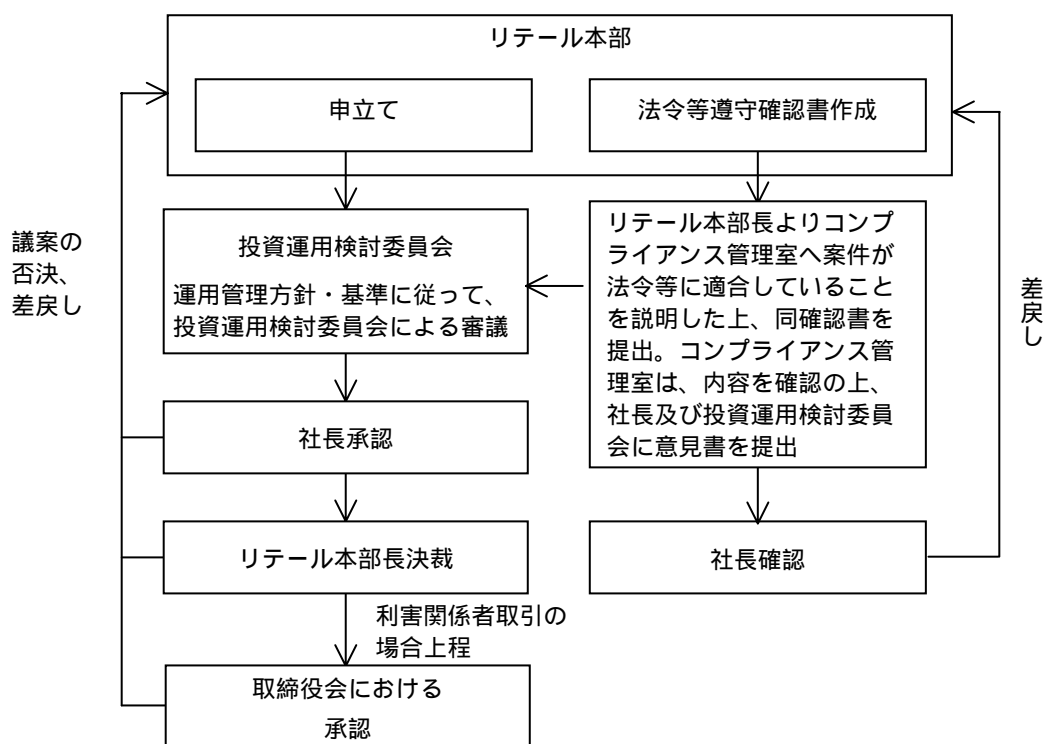 リテール本部
申立て
法令等遵守確認書作成
議案の
否決、
差戻し
投資運用検討委員会
運用管理方針・基準に従って、
投資運用検討委員会による審議
リテール本部長よりコンプ
ライアンス管理室へ案件が
法令等に適合していること
を説明した上、同確認書を
提出。コンプライアンス管
理室は、内容を確認の上、
社長及び投資運用検討委員
会に意見書を提出
差戻し
社長承認
リテール本部長決裁
社長確認
利害関係者取引の
場合上程
取締役会における
承認